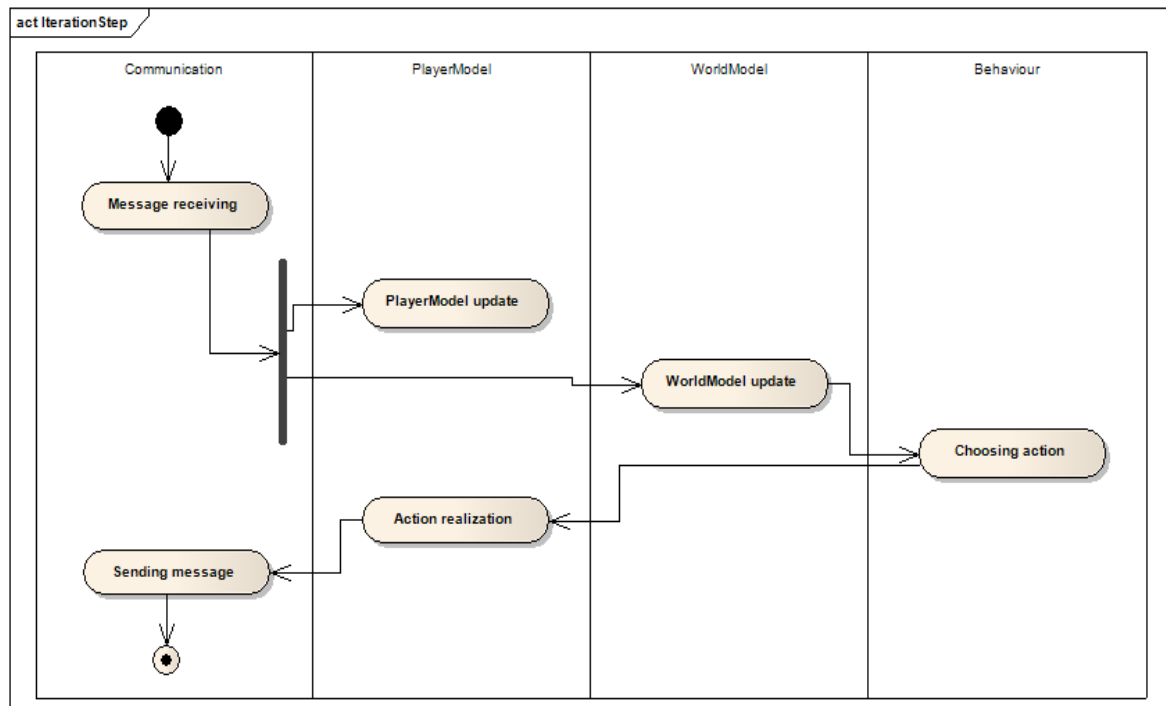 act IterationStep
Communication
PlayerModel
WorldModel
Behaviour
Message receiving
PlayerModel update
WorldModel update
Choosing action
Action realization
Sending message